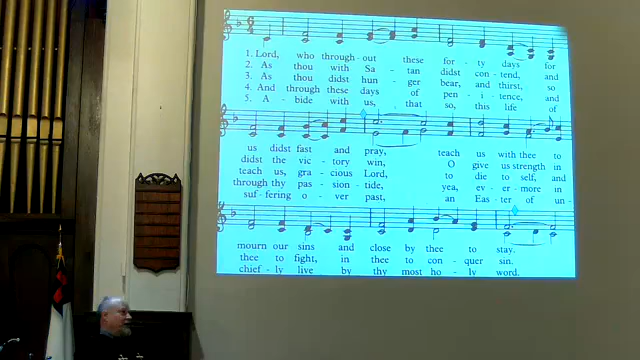 1. Lord, who through - out these for - ty days for
2. As thou with Sa - tan didst con - tend, and
3. As thou didst hun - ger bear, and thirst, so
4. And through these days of pen - i - tence, and
5. A - bide with us, that so, this life of
us didst fast and pray, teach us with thee to
didst the vic - tory win, O give us strength in
teach us, gra - cious Lord, to die to self, and
through thy pas - sion - tide, yea, ev - er - more in
suf - fering o - ver past, an Eas - ter of un -
mourn our sins and close by thee to stay.
thee to fight, in thee to con - quer sin.
chief - ly live by thy most ho - ly word.